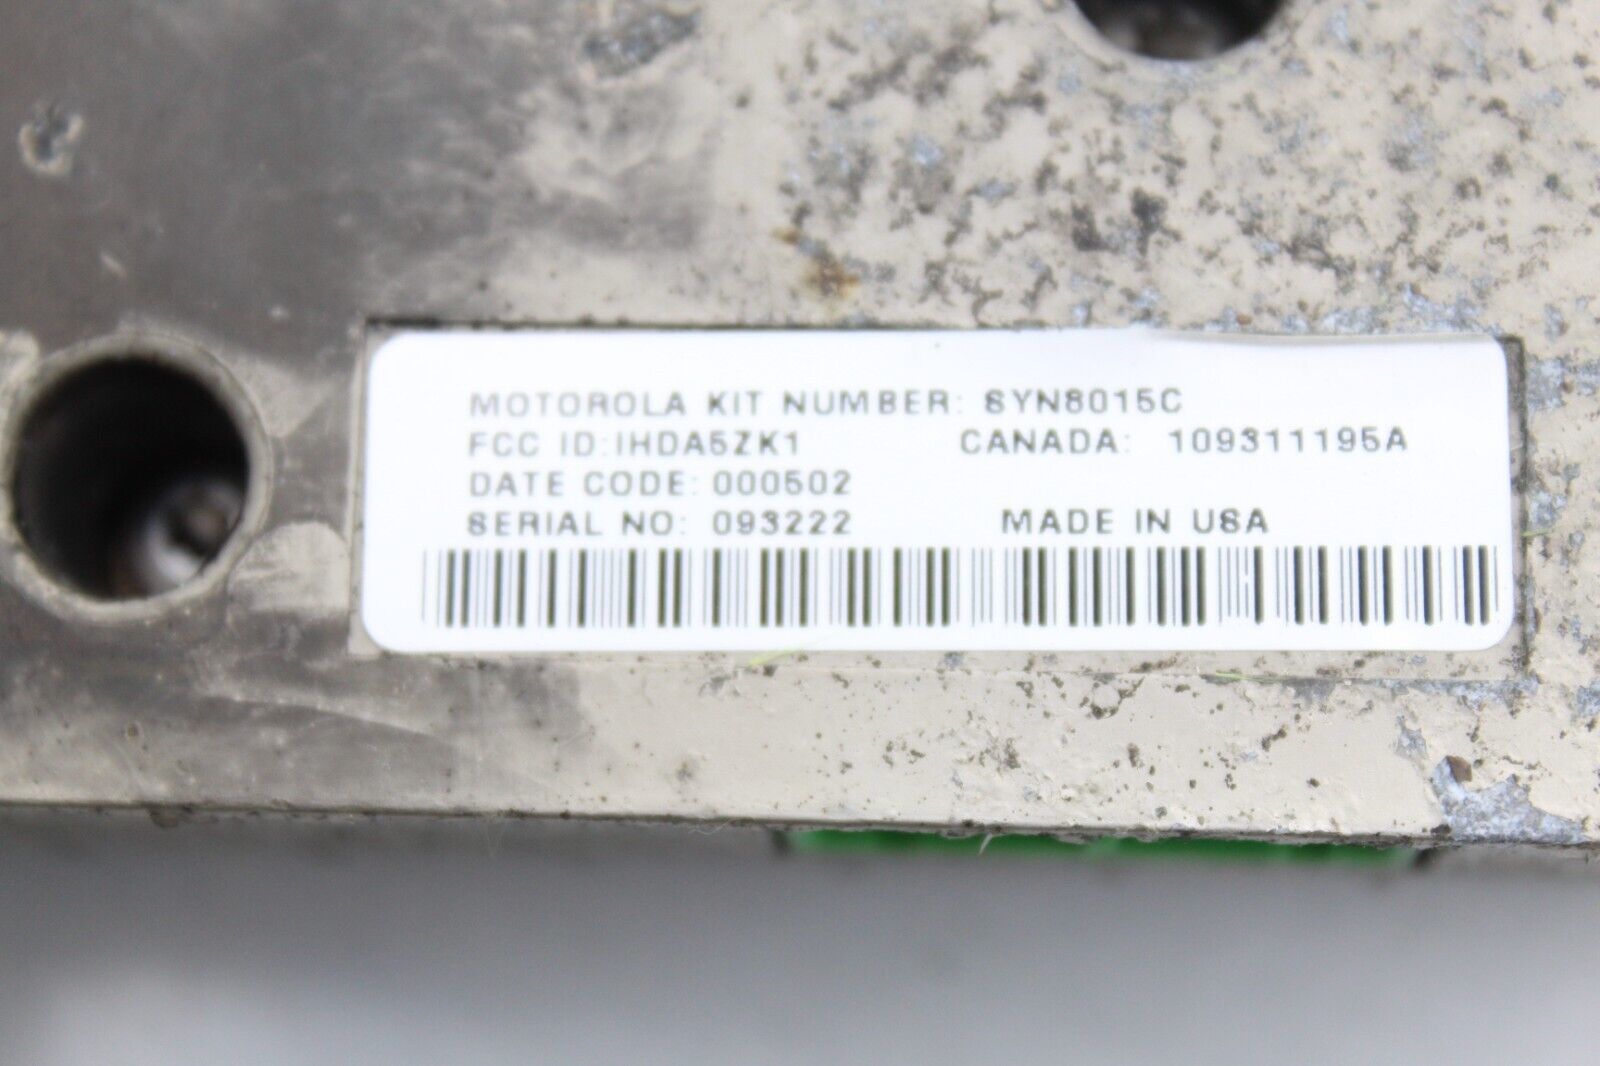 MOTOROLA KIT NUMBER: SYN8015C
FCC ID:IHDA5ZK1 CANADA: 109311195A
DATE CODE: 000502
SERIAL NO: 093222 MADE IN USA